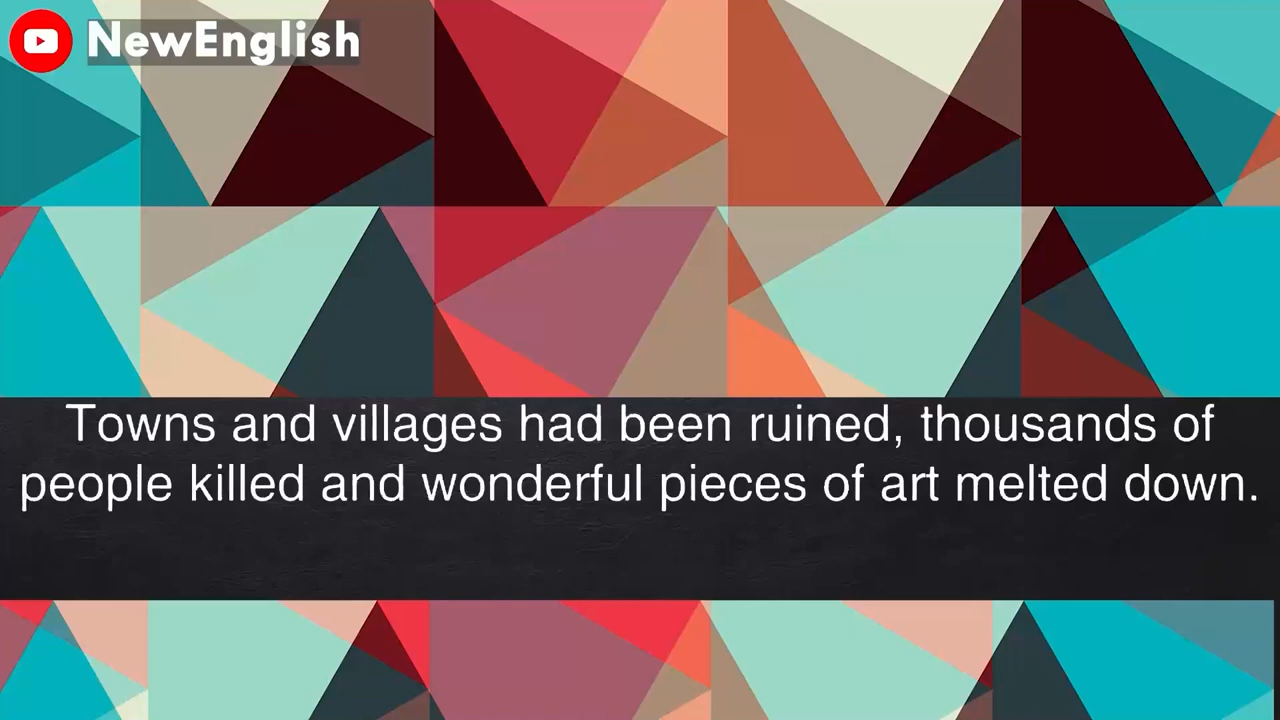 NewEnglish
Towns and villages had been ruined, thousands of
people killed and wonderful pieces of art melted down.